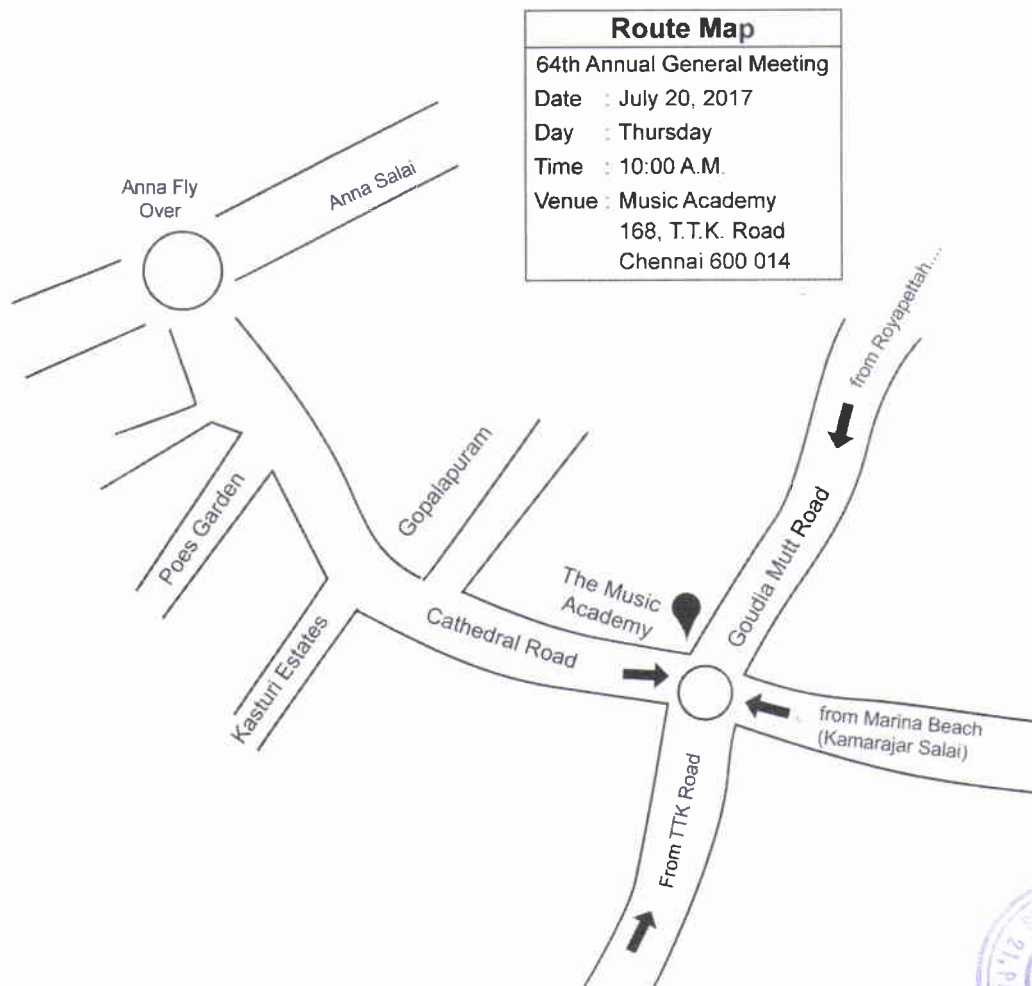 Route Map
64th Annual General Meeting
Date : July 20, 2017
Day : Thursday
Time : 10:00 A.M.
Venue : Music Academy
168, T.T.K. Road
Chennai 600 014
Anna Fly
Over
Anna Salai
from Royapettah....
Gopalapuram
Poes Garden
Kasturi Estates
The Music
Academy
Cathedral Road
Goudia Mutt Road
from Marina Beach
(Kamarajar Salai)
From TTK Road
21, P